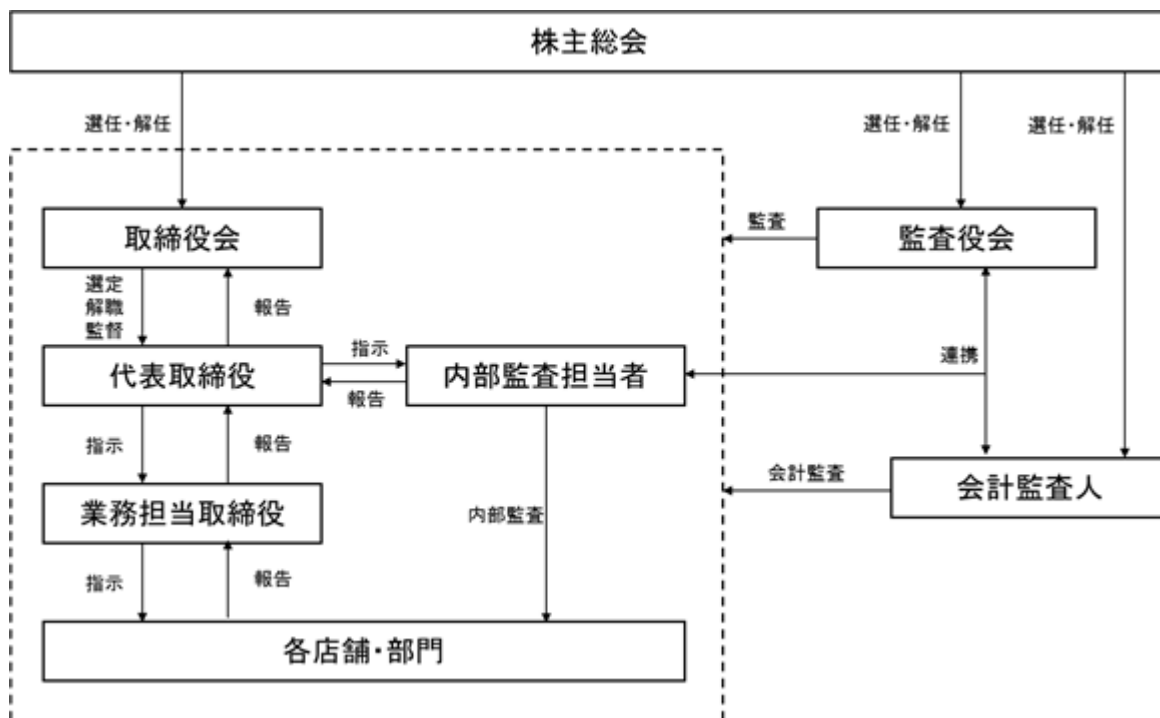 株主総会
選任・解任
選任・解任
選任・解任
取締役会
監査
監査役会
選定
解職
監督
報告
代表取締役
指示
報告
内部監査担当者
連携
指示
報告
会計監査
会計監査人
業務担当取締役
内部監査
指示
報告
各店舗・部門